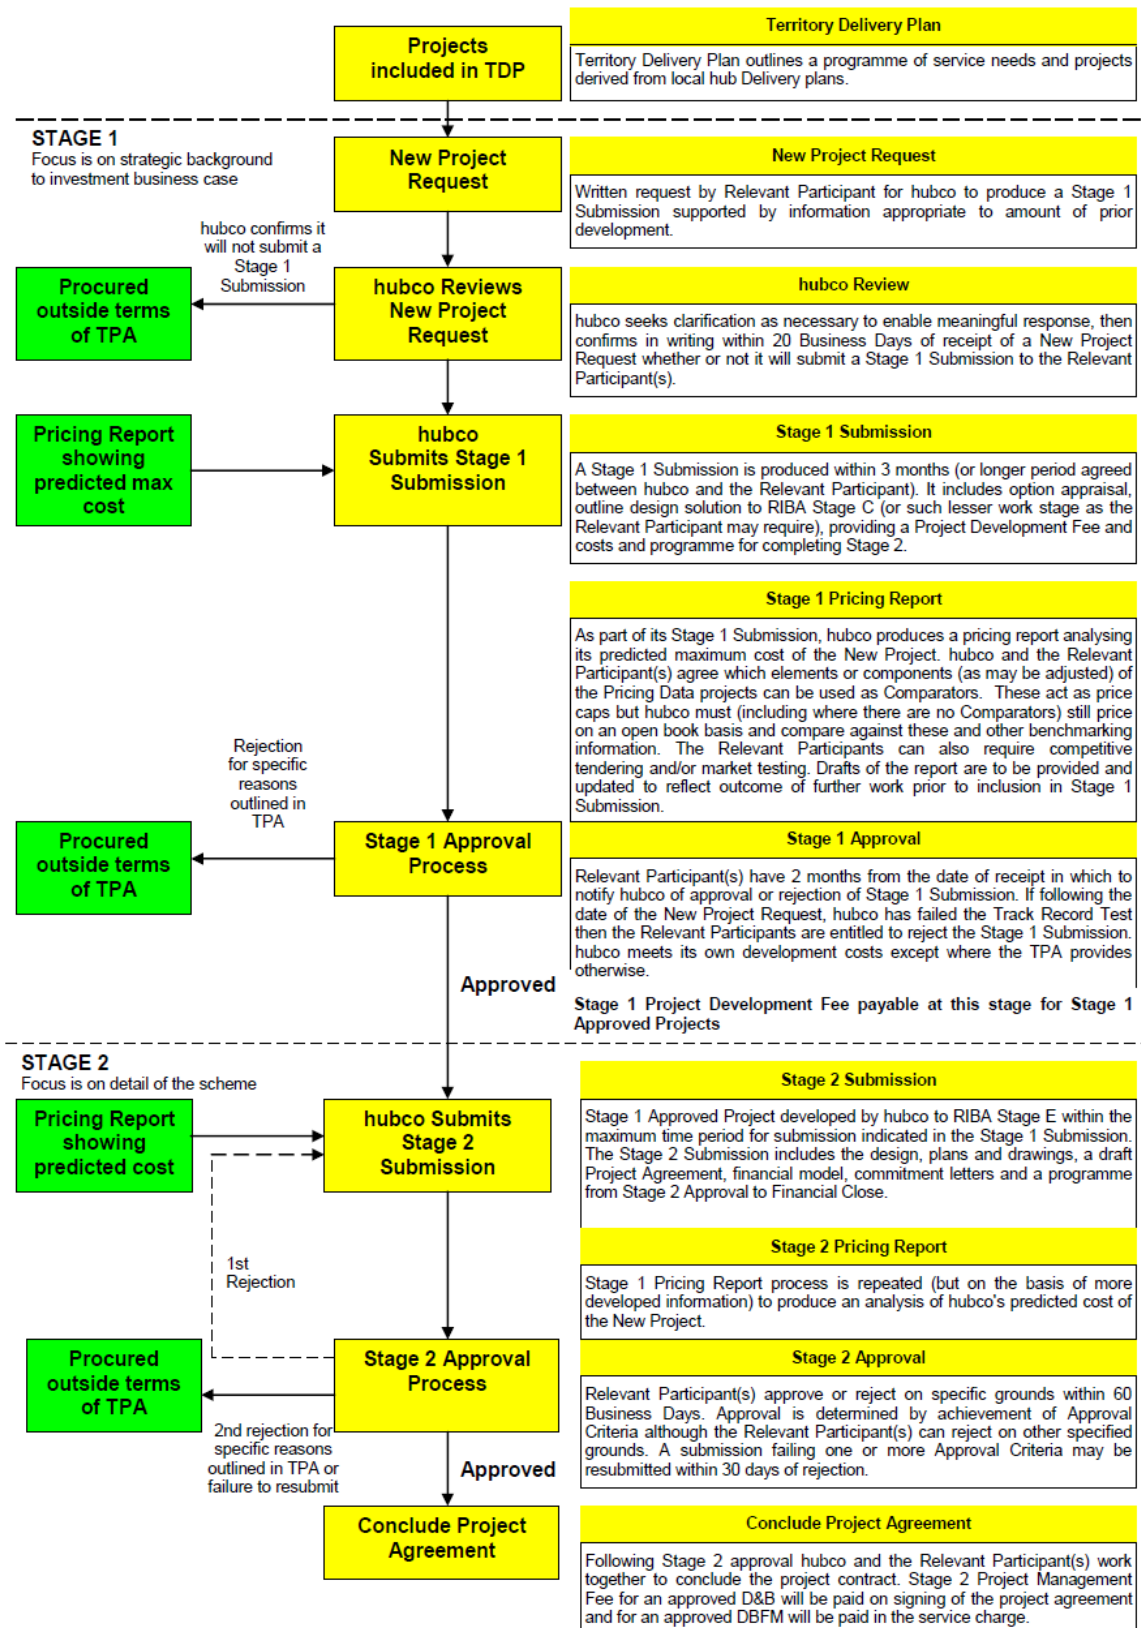 Projects
included in TDP
Territory Delivery Plan
Territory Delivery Plan outlines a programme of service needs and projects
derived from local hub Delivery plans.
STAGE 1
Focus is on strategic background
to investment business case
New Project
Request
New Project Request
Written request by Relevant Participant for hubco to produce a Stage 1
Submission supported by information appropriate to amount of prior
development.
hubco confirms it
will not submit a
Stage 1
Submission
Procured
outside terms
of TPA
hubco Reviews
New Project
Request
hubco Review
hubco seeks clarification as necessary to enable meaningful response, then
confirms in writing within 20 Business Days of receipt of a New Project
Request whether or not it will submit a Stage 1 Submission to the Relevant
Participant(s).
Pricing Report
showing
predicted max
cost
hubco
Submits Stage 1
Submission
Stage 1 Submission
A Stage 1 Submission is produced within 3 months (or longer period agreed
between hubco and the Relevant Participant). It includes option appraisal,
outline design solution to RIBA Stage C (or such lesser work stage as the
Relevant Participant may require), providing a Project Development Fee and
costs and programme for completing Stage 2.
Stage 1 Pricing Report
As part of its Stage 1 Submission, hubco produces a pricing report analysing
its predicted maximum cost of the New Project. hubco and the Relevant
Participant(s) agree which elements or components (as may be adjusted) of
the Pricing Data projects can be used as Comparators. These act as price
caps but hubco must (including where there are no Comparators) still price
on an open book basis and compare against these and other benchmarking
information. The Relevant Participants can also require competitive
tendering and/or market testing. Drafts of the report are to be provided and
updated to reflect outcome of further work prior to inclusion in Stage 1
Submission.
Rejection
for specific
reasons
outlined in
TPA
Procured
outside terms
of TPA
Stage 1 Approval
Process
Stage 1 Approval
Relevant Participant(s) have 2 months from the date of receipt in which to
notify hubco of approval or rejection of Stage 1 Submission. If following the
date of the New Project Request, hubco has failed the Track Record Test
then the Relevant Participants are entitled to reject the Stage 1 Submission.
hubco meets its own development costs except where the TPA provides
otherwise.
Approved
Stage 1 Project Development Fee payable at this stage for Stage 1
Approved Projects
STAGE 2
Focus is on detail of the scheme
Pricing Report
showing
predicted cost
hubco Submits
Stage 2
Submission
Stage 2 Submission
Stage 1 Approved Project developed by hubco to RIBA Stage E within the
maximum time period for submission indicated in the Stage 1 Submission.
The Stage 2 Submission includes the design, plans and drawings, a draft
Project Agreement, financial model, commitment letters and a programme
from Stage 2 Approval to Financial Close.
1st
Rejection
Stage 2 Pricing Report
Stage 1 Pricing Report process is repeated (but on the basis of more
developed information) to produce an analysis of hubco's predicted cost of
the New Project.
Procured
outside terms
of TPA
Stage 2 Approval
Process
Stage 2 Approval
Relevant Participant(s) approve or reject on specific grounds within 60
Business Days. Approval is determined by achievement of Approval
Criteria although the Relevant Participant(s) can reject on other specified
grounds. A submission failing one or more Approval Criteria may be
resubmitted within 30 days of rejection.
2nd rejection for
specific reasons
outlined in TPA or
failure to resubmit
Approved
Conclude Project
Agreement
Conclude Project Agreement
Following Stage 2 approval hubco and the Relevant Participant(s) work
together to conclude the project contract. Stage 2 Project Management
Fee for an approved D&B will be paid on signing of the project agreement
and for an approved DBFM will be paid in the service charge.